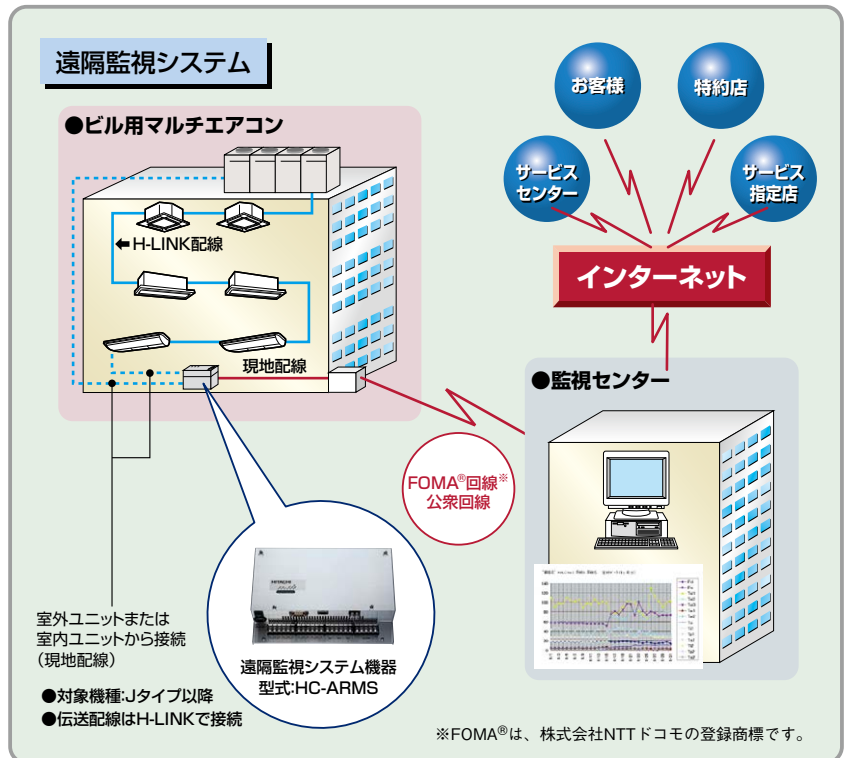 遠隔監視システム
●ビル用マルチエアコン
←H-LINK配線
現地配線
お客様
特約店
サービス
センター
サービス
指定店
インターネット
●監視センター
FOMA®回線※
公衆回線
HITACHI
遠隔監視システム機器
型式:HC-ARMS
室外ユニットまたは
室内ユニットから接続
(現地配線)
●対象機種:Jタイプ以降
●伝送配線はH-LINKで接続
※FOMA®は、株式会社NTTドコモの登録商標です。